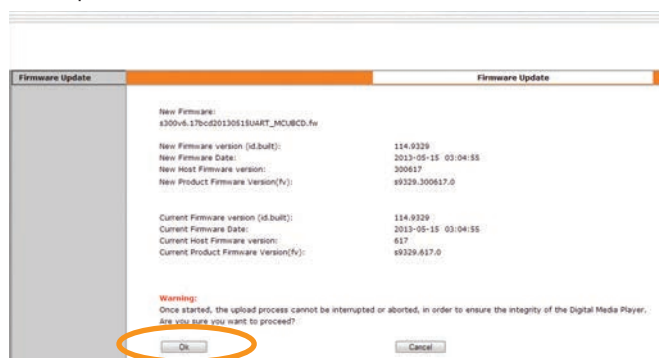 Firmware Update Firmware Update
New Firmware:
s300v6.17bcd20130515UART_MCUBCD.fw
New Firmware version (id.built): 114.9329
New Firmware Date: 2013-05-15 03:04:55
New Host Firmware version: 300617
New Product Firmware Version(fv): s9329.300617.0
Current Firmware version (id.built): 114.9329
Current Firmware Date: 2013-05-15 03:04:55
Current Host Firmware version: 617
Current Product Firmware Version(fv): s9329.617.0
Warning:
Once started, the upload process cannot be interrupted or aborted, in order to ensure the integrity of the Digital Media Player.
Are you sure you want to proceed?
Ok Cancel